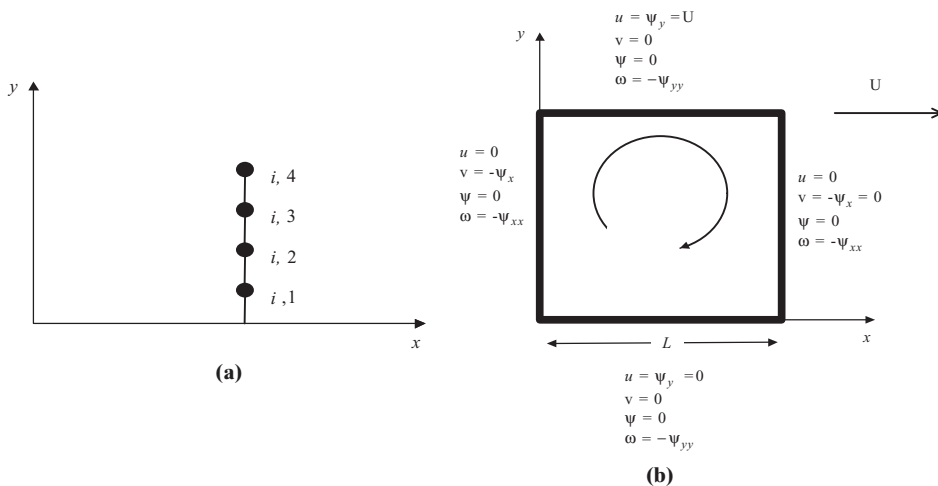 y
i, 4
i, 3
i, 2
i ,1
x
(a)
u = ψ_y = U
v = 0
ψ = 0
ω = −ψ_yy
y
U
u = 0
v = -ψ_x
ψ = 0
ω = -ψ_xx
u = 0
v = -ψ_x = 0
ψ = 0
ω = -ψ_xx
L
x
u = ψ_y = 0
v = 0
ψ = 0
ω = −ψ_yy
(b)